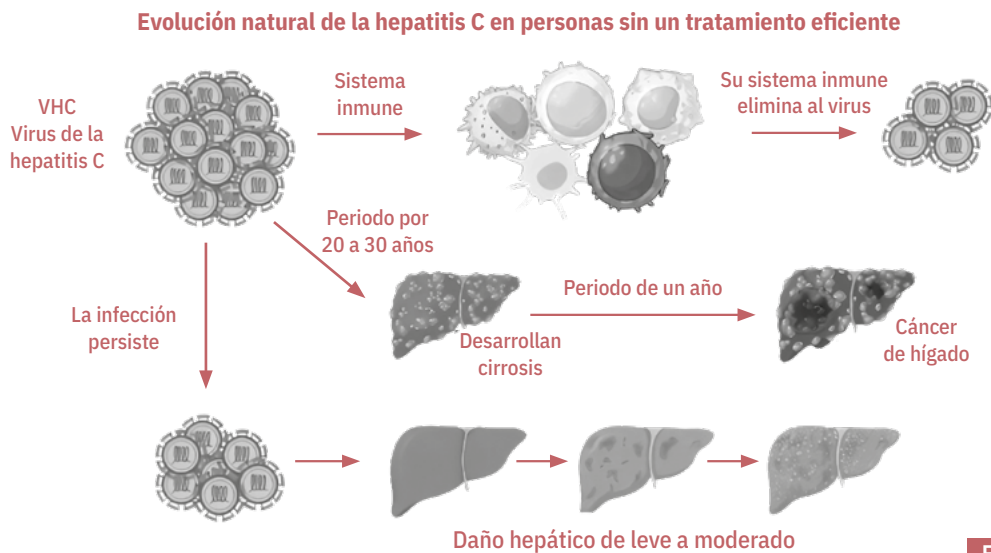 Evolución natural de la hepatitis C en personas sin un tratamiento eficiente
VHC
Virus de la
hepatitis C
Sistema
inmune
Su sistema inmune
elimina al virus
Periodo por
20 a 30 años
Desarrollan
cirrosis
Periodo de un año
Cáncer
de hígado
La infección
persiste
Daño hepático de leve a moderado